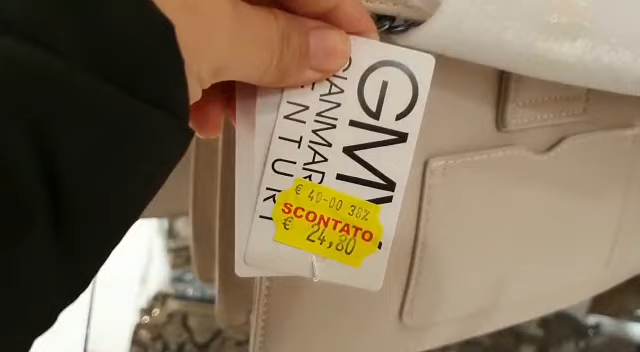 GM
GIANMAR
ENTURI
€ 40-00 38%
SCONTATO
€ 24,80